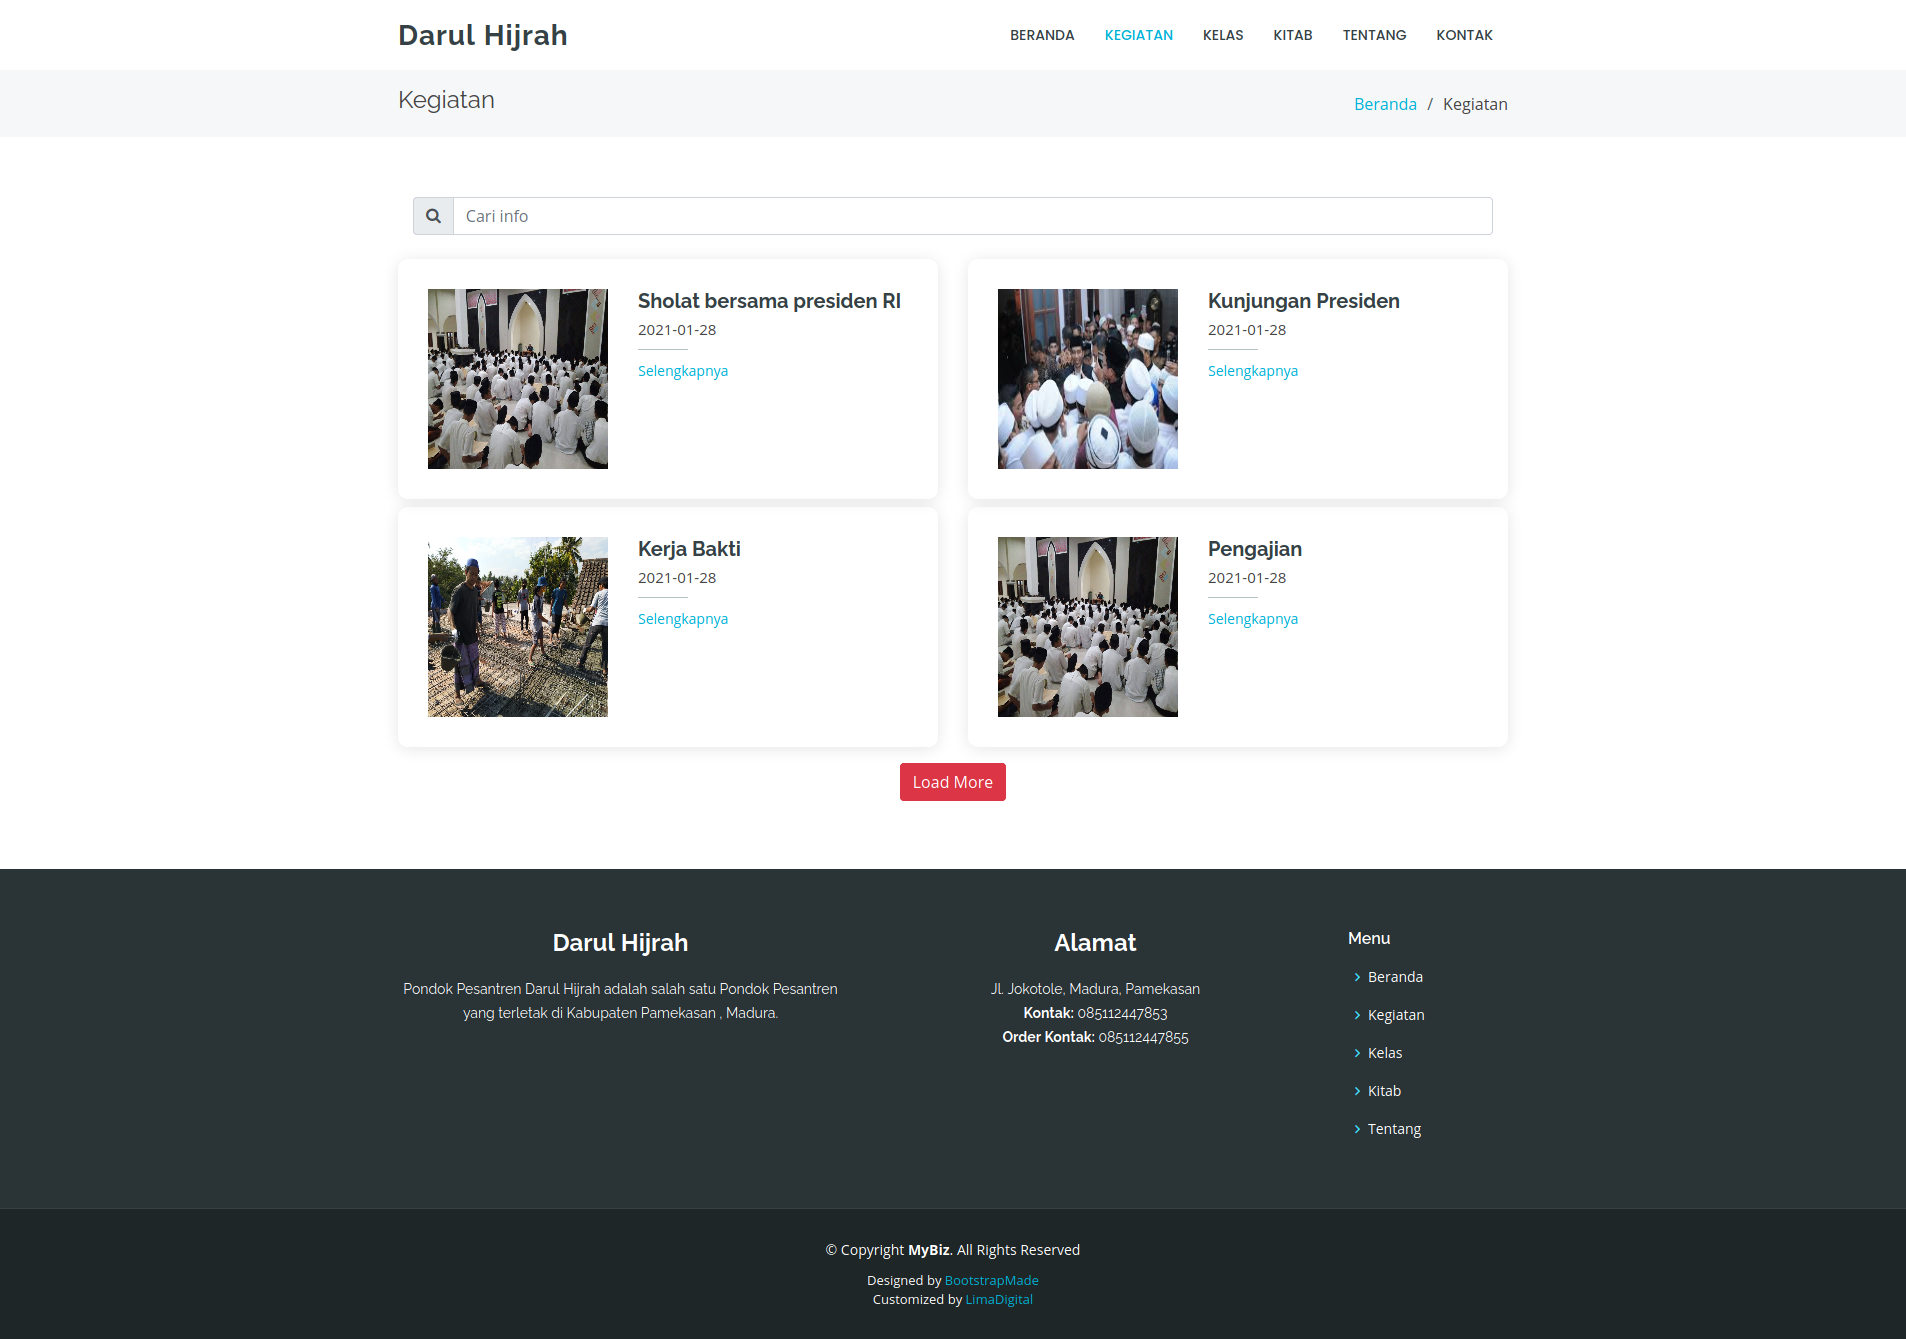 Darul Hijrah
BERANDA KEGIATAN KELAS KITAB TENTANG KONTAK
Kegiatan
Beranda / Kegiatan
Cari info
Sholat bersama presiden RI
2021-01-28
Selengkapnya
Kunjungan Presiden
2021-01-28
Selengkapnya
Kerja Bakti
2021-01-28
Selengkapnya
Pengajian
2021-01-28
Selengkapnya
Load More
Darul Hijrah
Pondok Pesantren Darul Hijrah adalah salah satu Pondok Pesantren
yang terletak di Kabupaten Pamekasan , Madura.
Alamat
Jl. Jokotole, Madura, Pamekasan
Kontak: 085112447853
Order Kontak: 085112447855
Menu
Beranda
Kegiatan
Kelas
Kitab
Tentang
© Copyright MyBiz. All Rights Reserved
Designed by BootstrapMade
Customized by LimaDigital